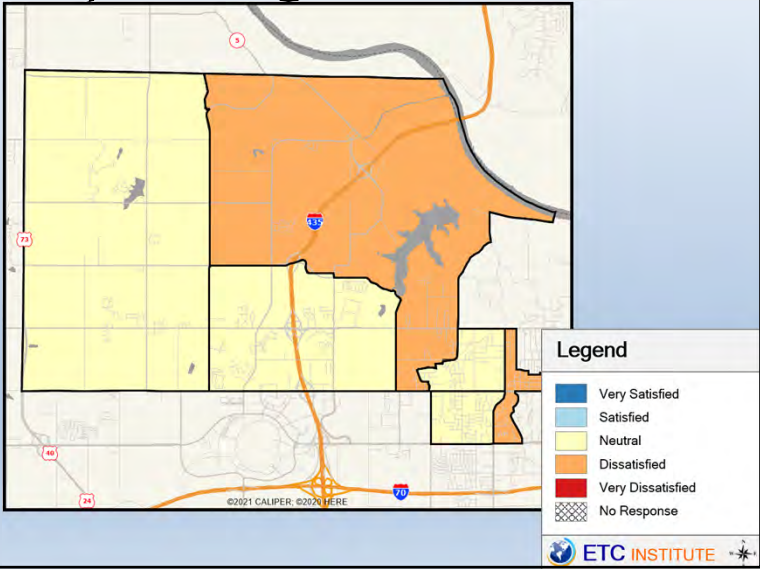 5
435
73
40
24
70
©2021 CALIPER; ©2020 HERE
Legend
Very Satisfied
Satisfied
Neutral
Dissatisfied
Very Dissatisfied
No Response
ETC INSTITUTE